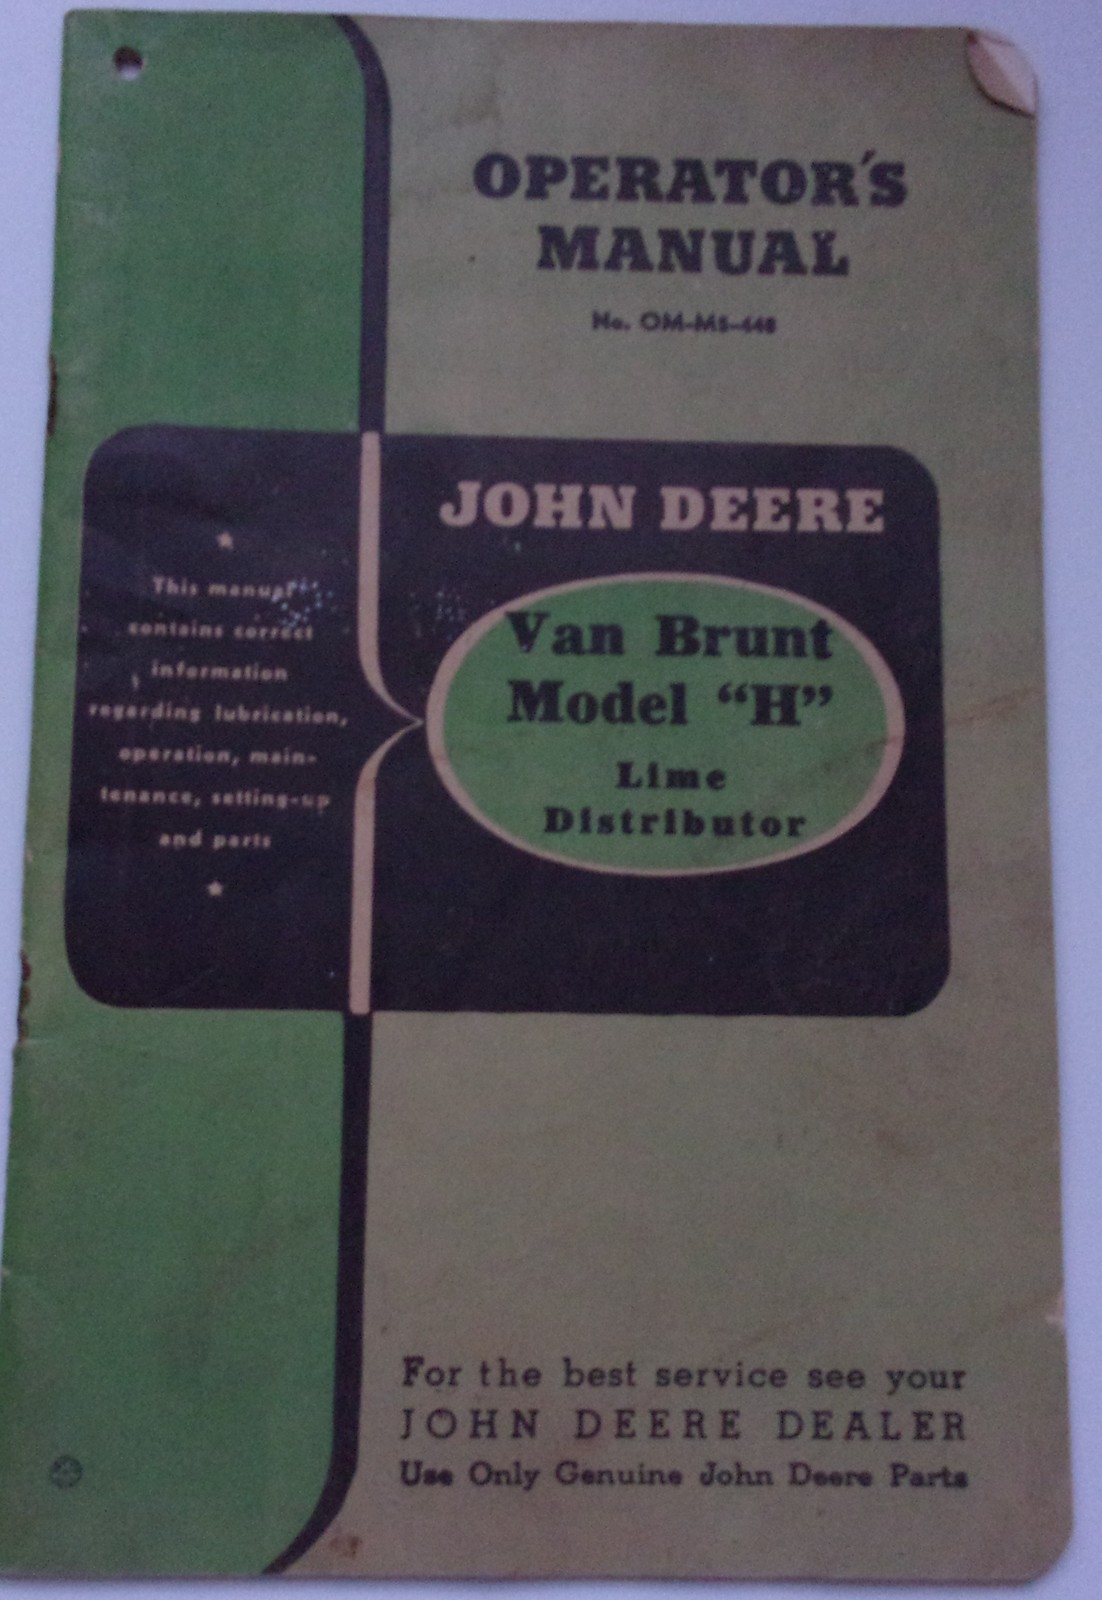 OPERATOR'S
MANUAL
No. OM-M5-448
JOHN DEERE
Van Brunt
Model “H”
Lime
Distributor
This manual
contains correct
information
regarding lubrication,
operation, main-
tenance, setting-up
and parts
For the best service see your
JOHN DEERE DEALER
Use Only Genuine John Deere Parts